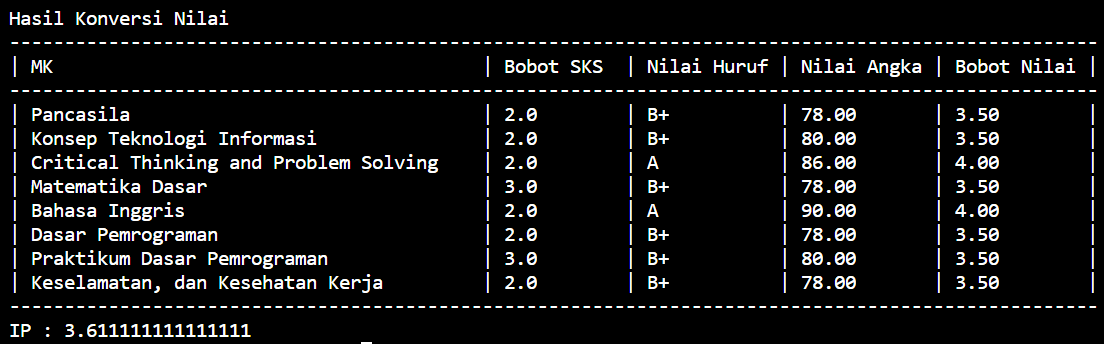 Hasil Konversi Nilai
---------------------------------------------------------------------------------------------------
| MK                                         | Bobot SKS  | Nilai Huruf | Nilai Angka | Bobot Nilai |
---------------------------------------------------------------------------------------------------
| Pancasila                                  | 2.0        | B+          | 78.00       | 3.50        |
| Konsep Teknologi Informasi                 | 2.0        | B+          | 80.00       | 3.50        |
| Critical Thinking and Problem Solving      | 2.0        | A           | 86.00       | 4.00        |
| Matematika Dasar                           | 3.0        | B+          | 78.00       | 3.50        |
| Bahasa Inggris                             | 2.0        | A           | 90.00       | 4.00        |
| Dasar Pemrograman                          | 2.0        | B+          | 78.00       | 3.50        |
| Praktikum Dasar Pemrograman                | 3.0        | B+          | 80.00       | 3.50        |
| Keselamatan, dan Kesehatan Kerja           | 2.0        | B+          | 78.00       | 3.50        |
---------------------------------------------------------------------------------------------------
IP : 3.611111111111111